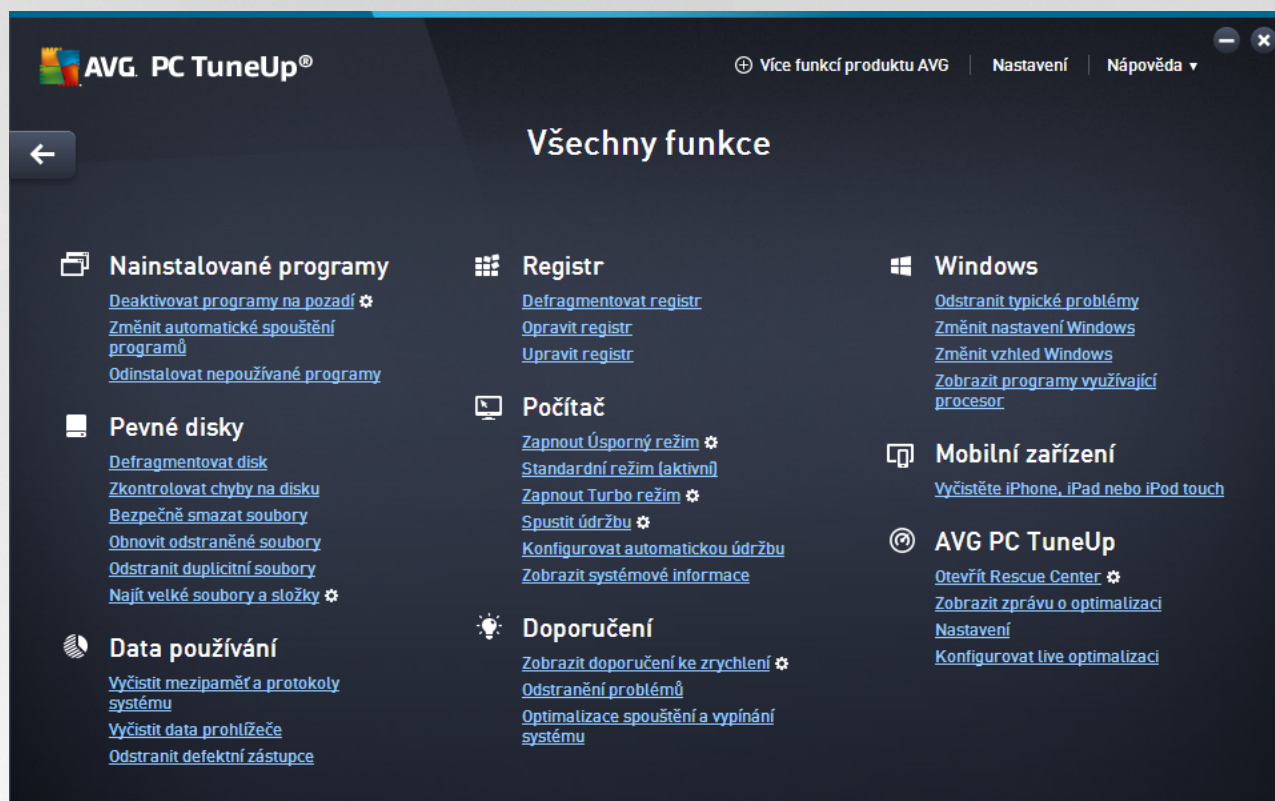 AVG. PC TuneUp®
Více funkcí produktu AVG
Nastavení
Nápověda
Všechny funkce
Nainstalované programy
Deaktivovat programy na pozadí
Změnit automatické spouštění
programů
Odinstalovat nepoužívané programy
Pevné disky
Defragmentovat disk
Zkontrolovat chyby na disku
Bezpečně smazat soubory
Obnovit odstraněné soubory
Odstranit duplicitní soubory
Najít velké soubory a složky
Data používání
Vyčistit mezipaměť a protokoly
systému
Vyčistit data prohlížeče
Odstranit defektní zástupce
Registr
Defragmentovat registr
Opravit registr
Upravit registr
Počítač
Zapnout Úsporný režim
Standardní režim (aktivní)
Zapnout Turbo režim
Spustit údržbu
Konfigurovat automatickou údržbu
Zobrazit systémové informace
Doporučení
Zobrazit doporučení ke zrychlení
Odstranění problémů
Optimalizace spouštění a vypínání
systému
Windows
Odstranit typické problémy
Změnit nastavení Windows
Změnit vzhled Windows
Zobrazit programy využívající
procesor
Mobilní zařízení
Vyčistěte iPhone, iPad nebo iPod touch
AVG PC TuneUp
Otevřít Rescue Center
Zobrazit zprávu o optimalizaci
Nastavení
Konfigurovat live optimalizaci